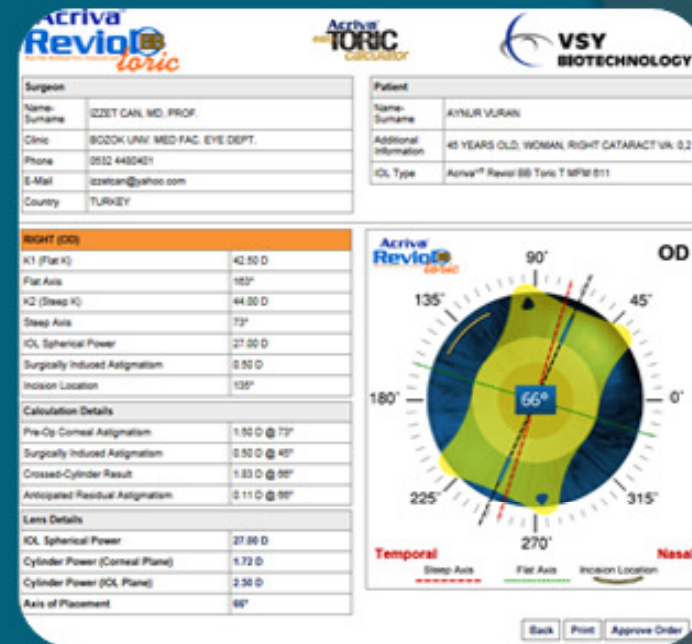 Acriva
Reviol BB
toric
Acriva
TORIC
calculator
VSY
BIOTECHNOLOGY
Surgeon
Name-Surname IZZET CAN, MD, PROF.
Clinic BOZOK UNV. MED FAC. EYE DEPT.
Phone 0532 4480401
E-Mail izzetcan@yahoo.com
Country TURKEY
Patient
Name-Surname AYNUR VURAN
Additional Information 45 YEARS OLD, WOMAN, RIGHT CATARACT VA: 0,2
IOL Type Reviol BB Toric T MFM 611
RIGHT (OD)
K1 (Flat K) 42.50 D
Flat Axis 163°
K2 (Steep K) 44.00 D
Steep Axis 73°
IOL Spherical Power 27.00 D
Surgically Induced Astigmatism 0.50 D
Incision Location 135°
Calculation Details
Pre-Op Corneal Astigmatism 1.50 D @ 73°
Surgically Induced Astigmatism 0.50 D @ 45°
Crossed-Cylinder Result 1.83 D @ 66°
Anticipated Residual Astigmatism 0.11 D @ 66°
Lens Details
IOL Spherical Power 27.00 D
Cylinder Power (Corneal Plane) 1.72 D
Cylinder Power (IOL Plane) 2.50 D
Axis of Placement 66°
Acriva
Reviol BB
toric
OD
90°
135°
45°
180°
66°
0°
225°
315°
270°
Temporal
Nasal
Steep Axis
Flat Axis
Incision Location
Back
Print
Approve Order